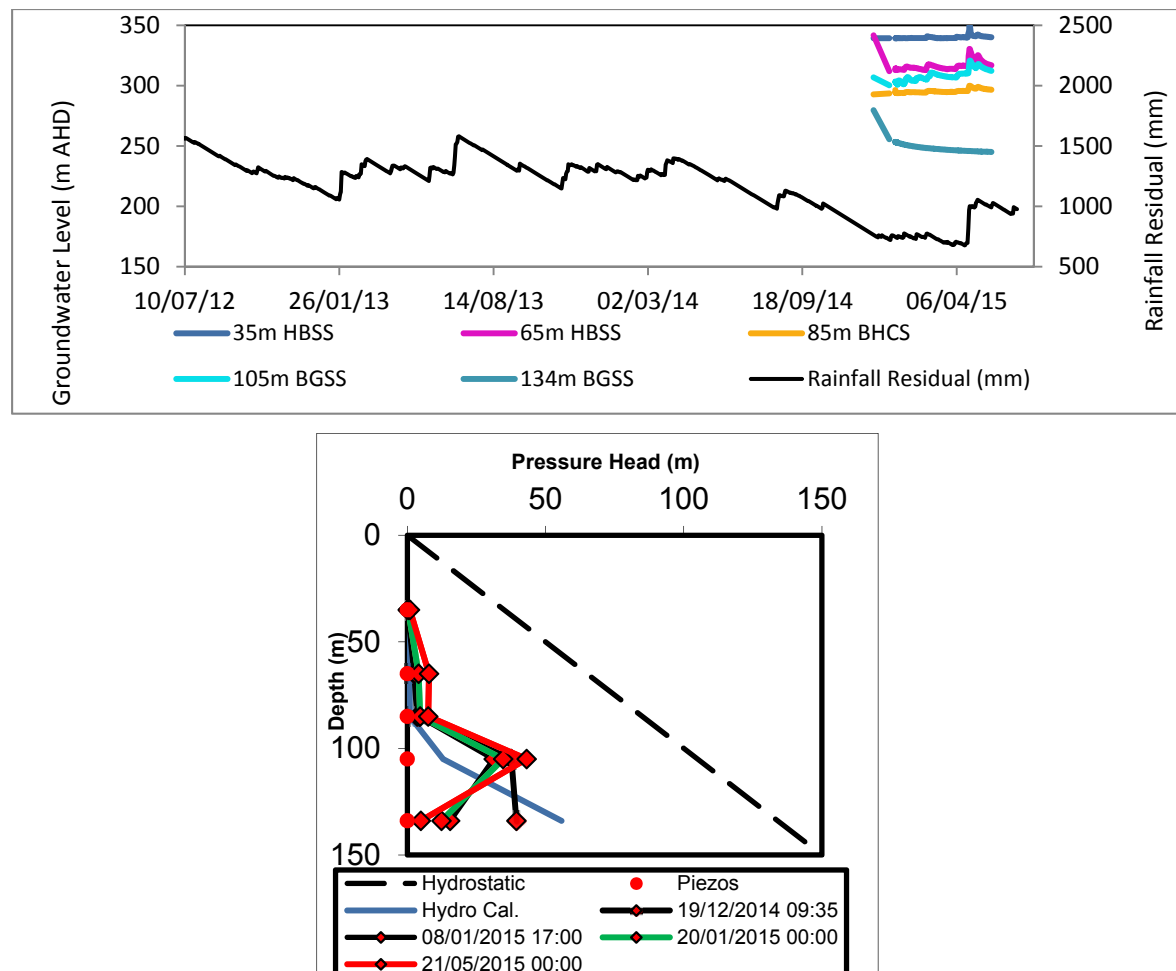 350
300
250
200
150
Groundwater Level (m AHD)
2500
2000
1500
1000
500
Rainfall Residual (mm)
10/07/12 26/01/13 14/08/13 02/03/14 18/09/14 06/04/15
35m HBSS 65m HBSS 85m BHCS
105m BGSS 134m BGSS Rainfall Residual (mm)
Pressure Head (m)
0 50 100 150
0
50
100
150
Depth (m)
Hydrostatic Piezos
Hydro Cal. 19/12/2014 09:35
08/01/2015 17:00 20/01/2015 00:00
21/05/2015 00:00